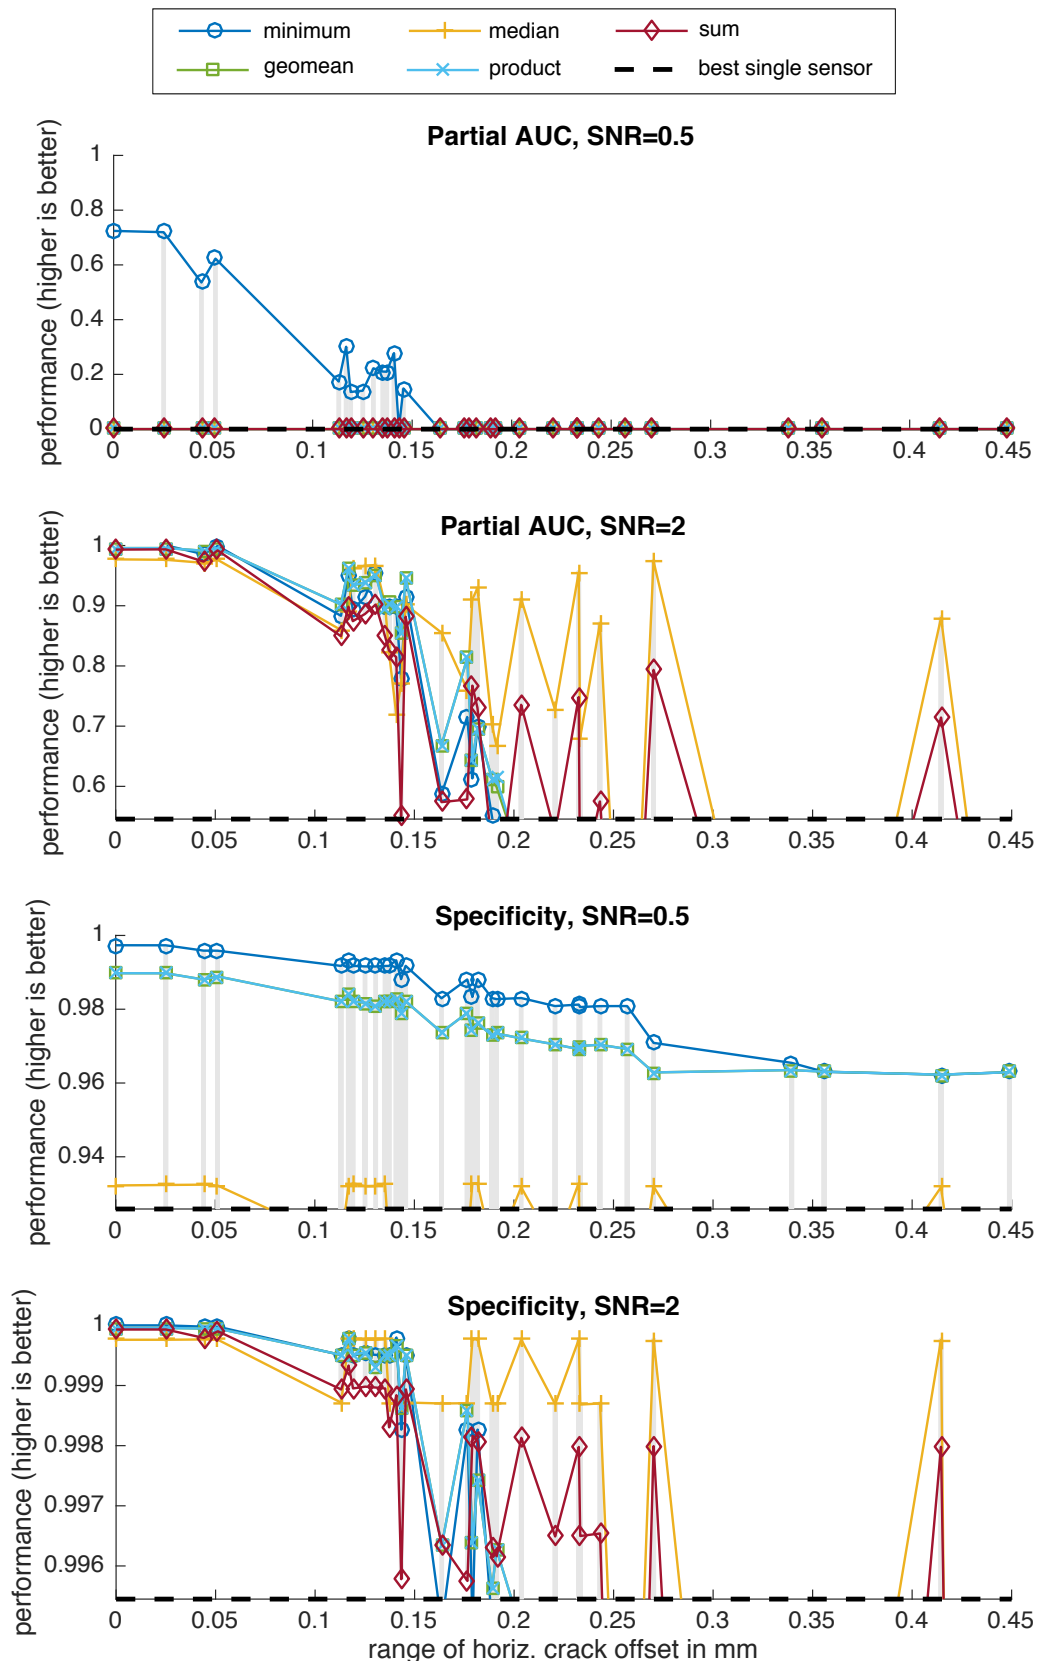 minimum median sum
geomean product best single sensor
Partial AUC, SNR=0.5
performance (higher is better)
1
0.8
0.6
0.4
0.2
0
0 0.05 0.1 0.15 0.2 0.25 0.3 0.35 0.4 0.45
Partial AUC, SNR=2
performance (higher is better)
1
0.9
0.8
0.7
0.6
0 0.05 0.1 0.15 0.2 0.25 0.3 0.35 0.4 0.45
Specificity, SNR=0.5
performance (higher is better)
1
0.98
0.96
0.94
0 0.05 0.1 0.15 0.2 0.25 0.3 0.35 0.4 0.45
Specificity, SNR=2
performance (higher is better)
1
0.999
0.998
0.997
0.996
0 0.05 0.1 0.15 0.2 0.25 0.3 0.35 0.4 0.45
range of horiz. crack offset in mm